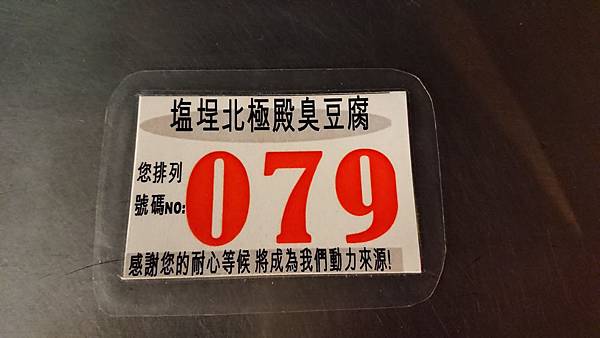 塩埕北極殿臭豆腐
您排列
號碼NO: 079
感謝您的耐心等候 將成為我們動力來源!